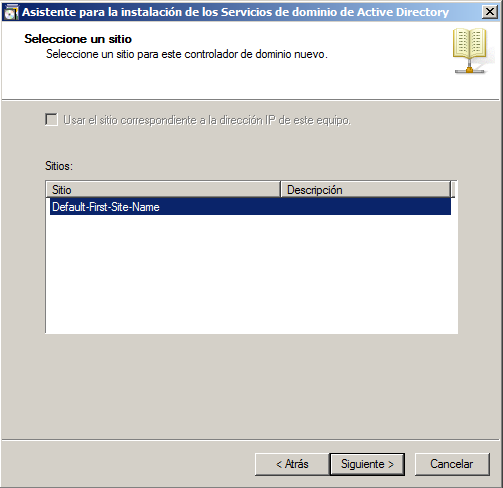 Asistente para la instalación de los Servicios de dominio de Active Directory
Seleccione un sitio
Seleccione un sitio para este controlador de dominio nuevo.
Usar el sitio correspondiente a la dirección IP de este equipo.
Sitios:
Sitio Descripción
Default-First-Site-Name
< Atrás Siguiente > Cancelar